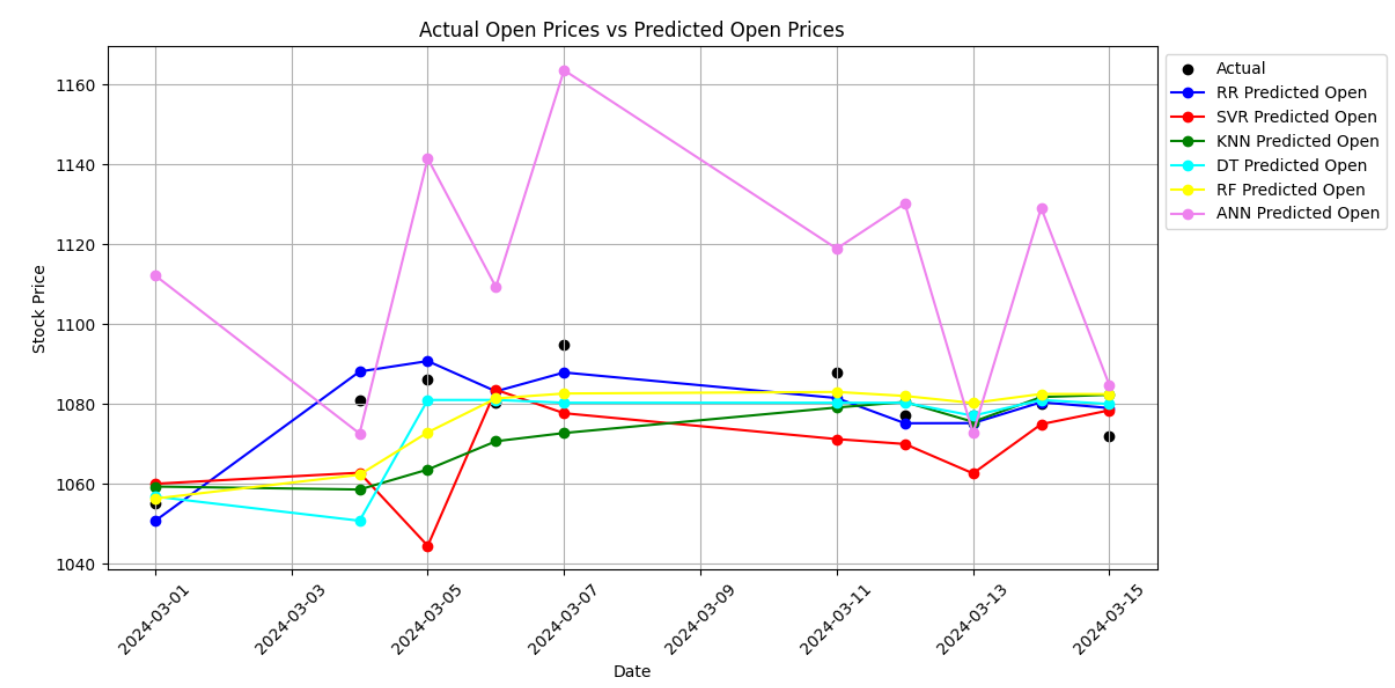 Actual Open Prices vs Predicted Open Prices
Actual
RR Predicted Open
SVR Predicted Open
KNN Predicted Open
DT Predicted Open
RF Predicted Open
ANN Predicted Open
Stock Price
1160
1140
1120
1100
1080
1060
1040
2024-03-01
2024-03-03
2024-03-05
2024-03-07
2024-03-09
2024-03-11
2024-03-13
2024-03-15
Date